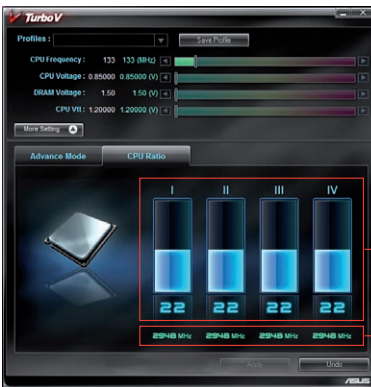 TurboV
Profiles :
Save Profile
CPU Frequency : 133 133 (MHz)
CPU Voltage : 0.85000 0.85000 (V)
DRAM Voltage : 1.50 1.50 (V)
CPU Vtt : 1.20000 1.20000 (V)
More Setting
Advance Mode CPU Ratio
I II III IV
22 22 22 22
2948 MHz 2948 MHz 2948 MHz 2948 MHz
Apply Undo
ASUS